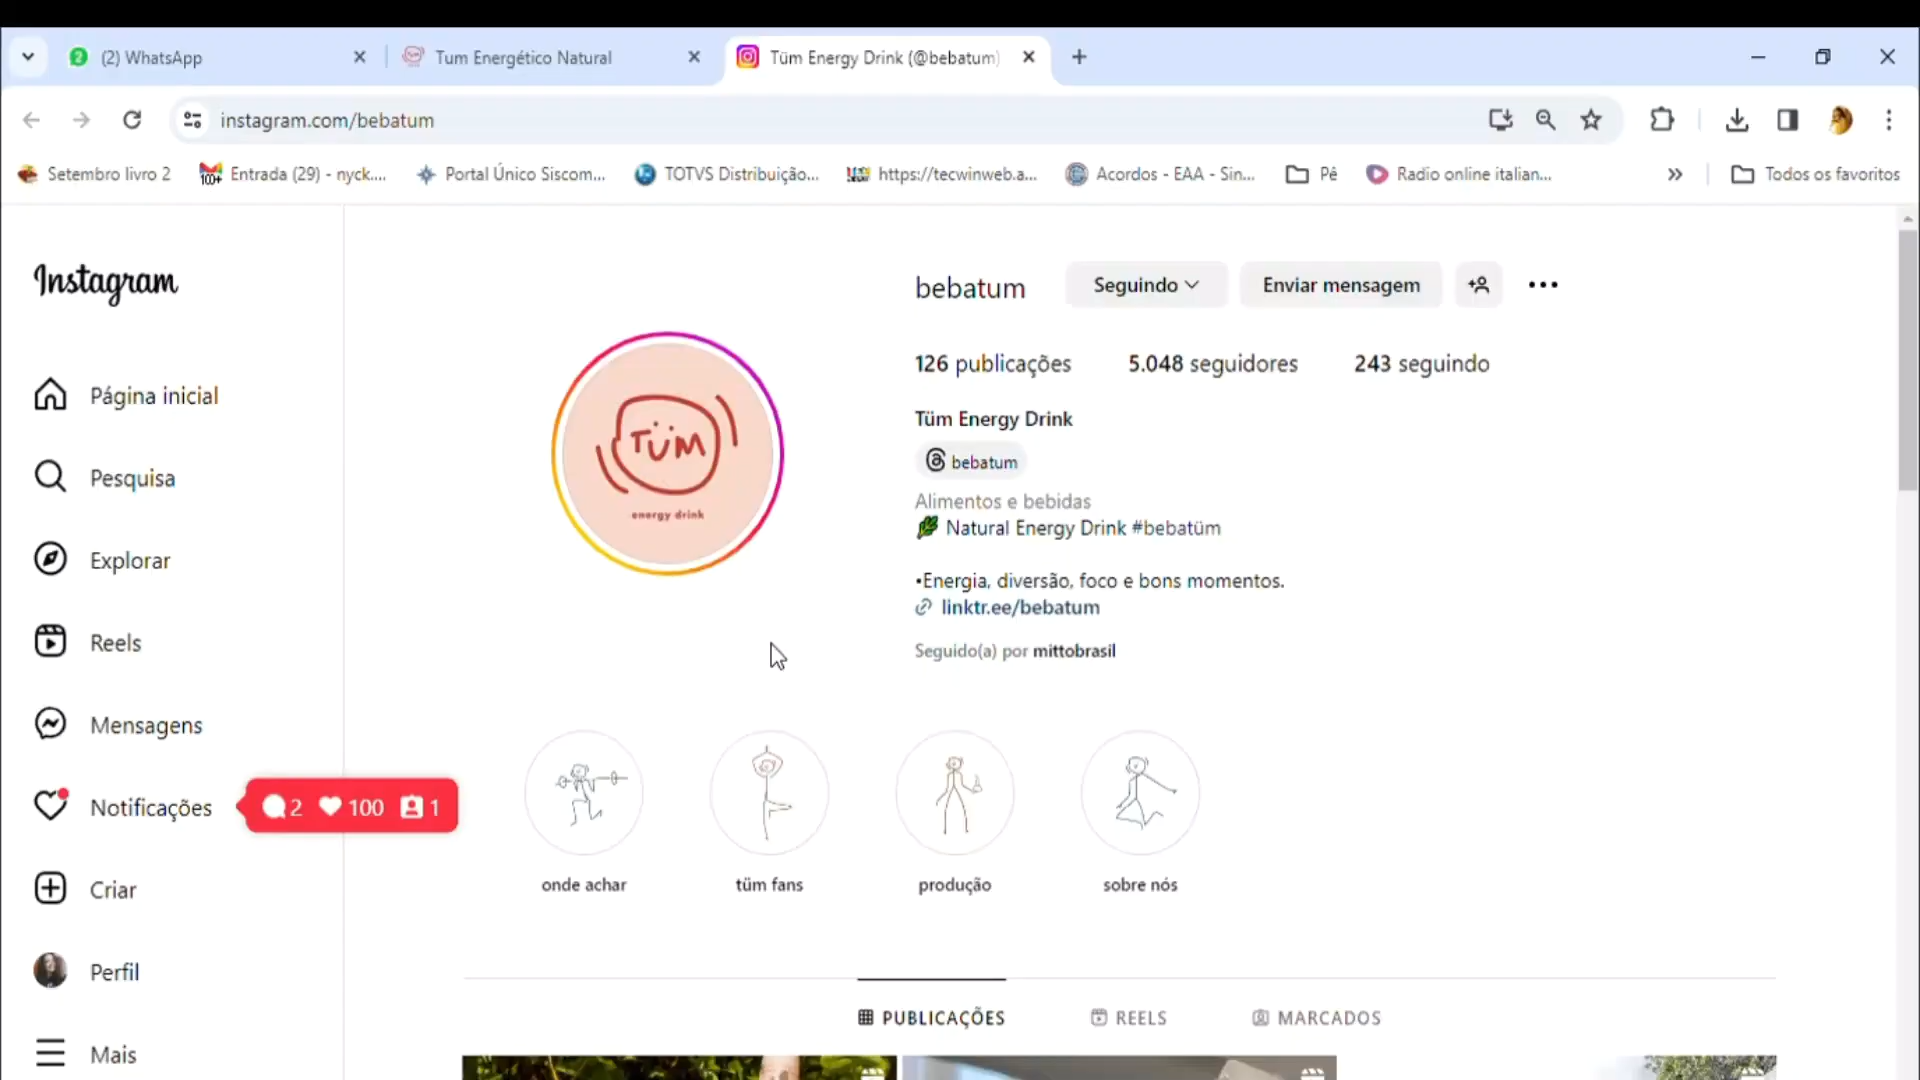 (2) WhatsApp
Tum Energético Natural
Tüm Energy Drink (@bebatum)
instagram.com/bebatum
Setembro livro 2
100+
Entrada (29) - nyck....
Portal Único Siscom...
TOTVS Distribuição...
https://tecwinweb.a...
Acordos - EAA - Sin...
Pê
Radio online italian...
Todos os favoritos
Instagram
Página inicial
Pesquisa
Explorar
Reels
Mensagens
Notificações
2 100 1
Criar
Perfil
Mais
TÜM
energy drink
bebatum
Seguindo
Enviar mensagem
126 publicações
5.048 seguidores
243 seguindo
Tüm Energy Drink
bebatum
Alimentos e bebidas
Natural Energy Drink #bebatüm
•Energia, diversão, foco e bons momentos.
linktr.ee/bebatum
Seguido(a) por mittobrasil
onde achar
tüm fans
produção
sobre nós
PUBLICAÇÕES
REELS
MARCADOS